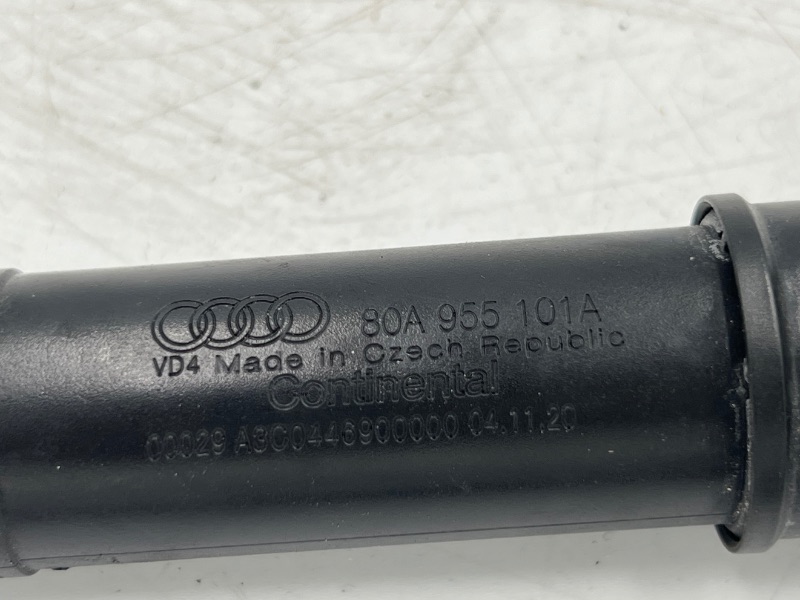 80A 955 101A
VD4 Made in Czech Republic
Continental
00029 A3C0446900000 04.11.20